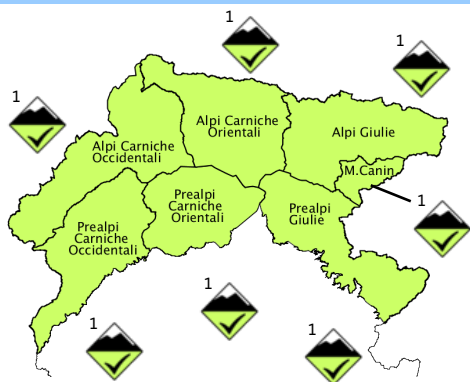 1
1
1
Alpi Carniche
Orientali
Alpi Giulie
Alpi Carniche
Occidentali
M.Canin
1
Prealpi
Carniche
Orientali
Prealpi
Giulie
Prealpi
Carniche
Occidentali
1
1
1